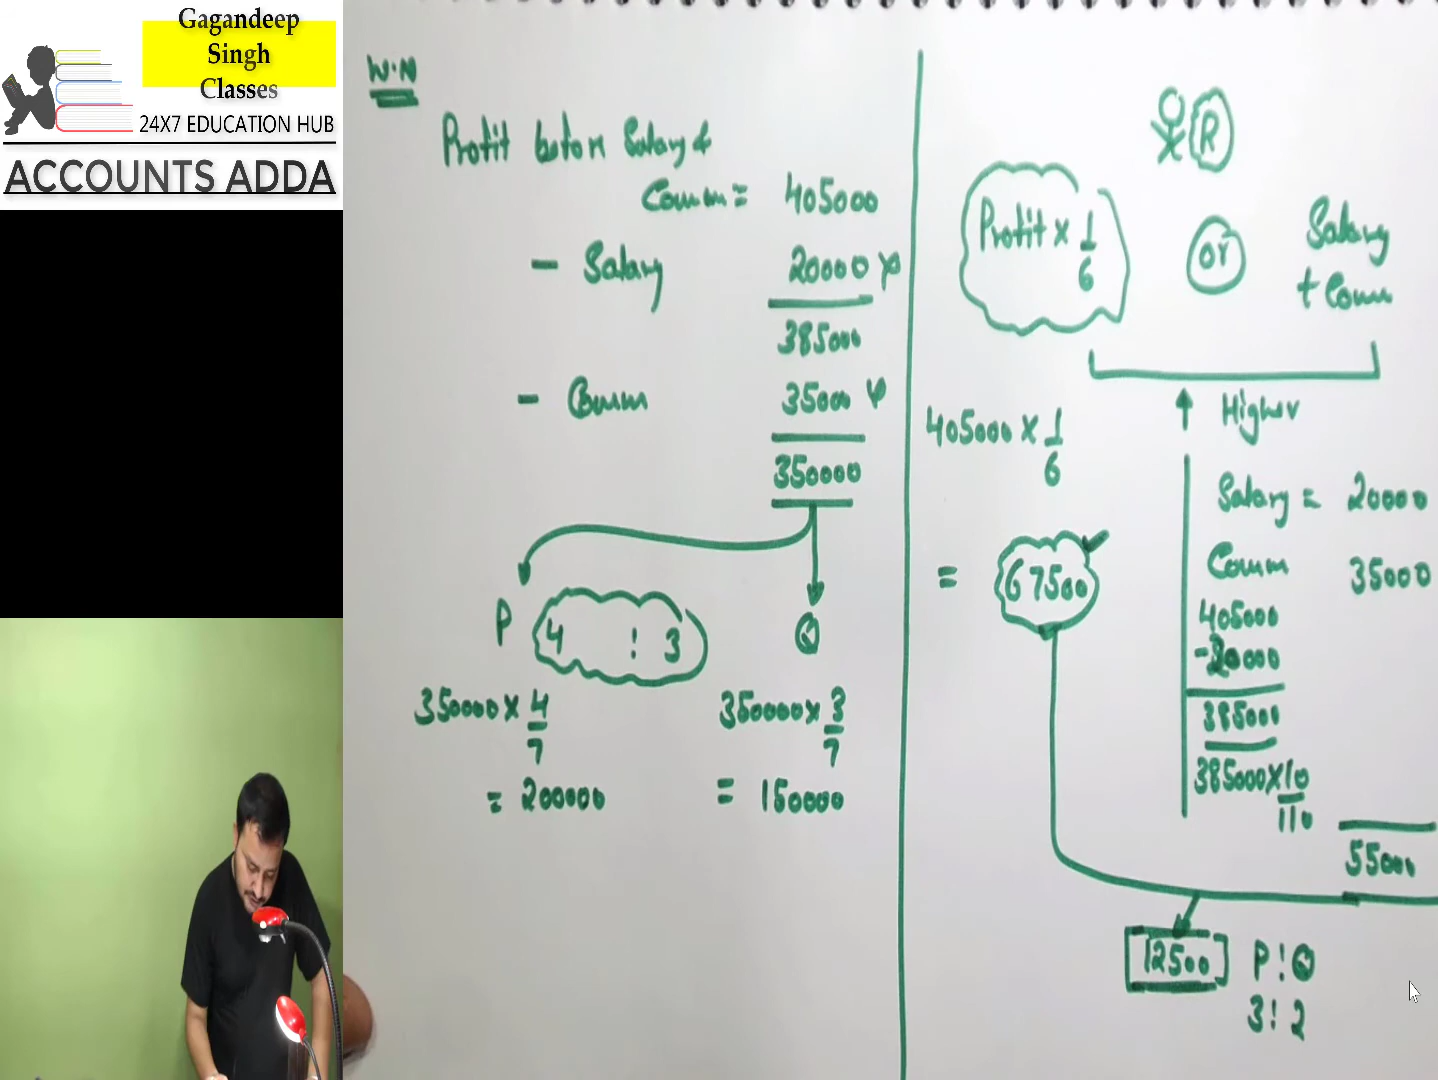 Gagandeep
Singh
Classes
24X7 EDUCATION HUB
ACCOUNTS ADDA
W.N
Profit before Salary &
Comm = 405000
- Salary 20000
385000
- Comm 35000
350000
P 4 : 3 Q
350000 x 4/7
= 200000
350000 x 3/7
= 150000
R
Profit x 1/6
or
Salary
+ Comm
Higher
405000 x 1/6
= 67500
Salary = 20000
Comm 35000
405000
-20000
385000
385000 x 10/110
55000
12500 P : Q
3 : 2